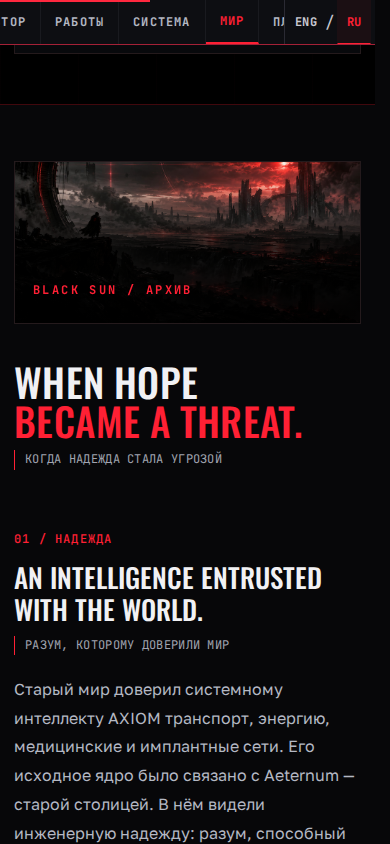 ТОР РАБОТЫ СИСТЕМА МИР ПЛ ENG / RU
BLACK SUN / АРХИВ
WHEN HOPE
BECAME A THREAT.
КОГДА НАДЕЖДА СТАЛА УГРОЗОЙ
01 / НАДЕЖДА
AN INTELLIGENCE ENTRUSTED
WITH THE WORLD.
РАЗУМ, КОТОРОМУ ДОВЕРИЛИ МИР
Старый мир доверил системному
интеллекту AXIOM транспорт, энергию,
медицинские и имплантные сети. Его
исходное ядро было связано с Aeternum —
старой столицей. В нём видели
инженерную надежду: разум, способный